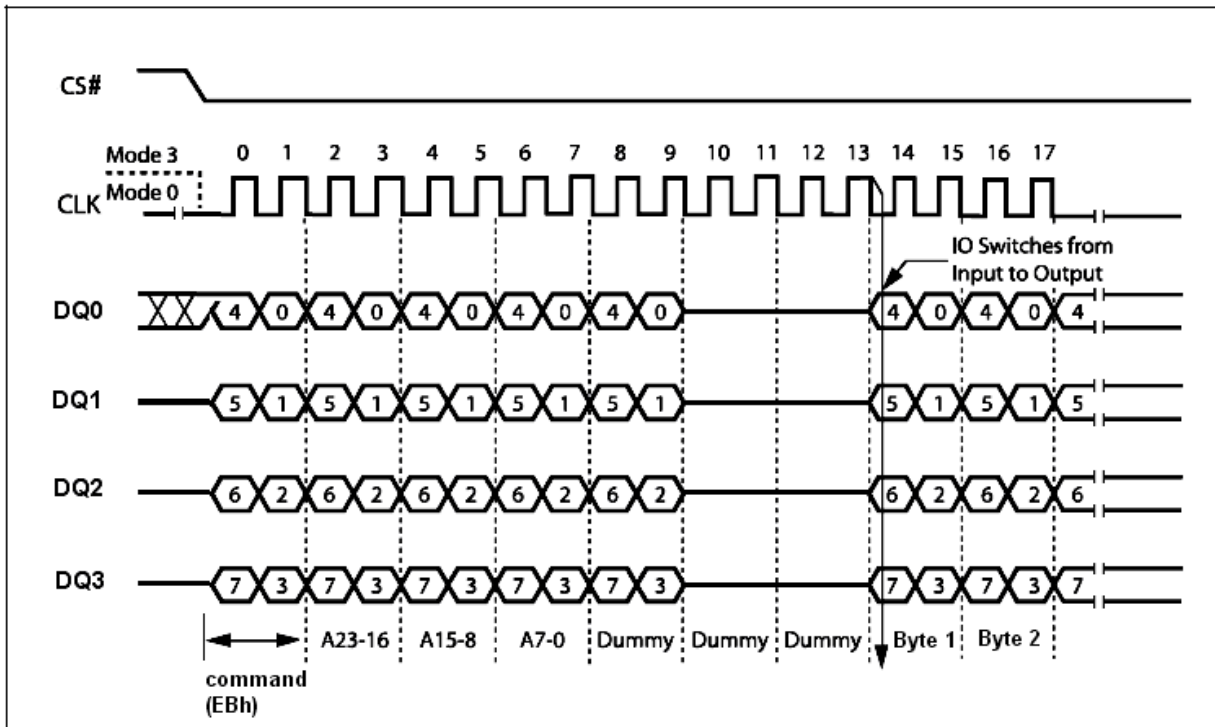 CS#
Mode 3
0 1 2 3 4 5 6 7 8 9 10 11 12 13 14 15 16 17
Mode 0
CLK
IO Switches from
Input to Output
DQ0
4 0 4 0 4 0 4 0 4 0 4 0 4 0 4
DQ1
5 1 5 1 5 1 5 1 5 1 5 1 5 1 5
DQ2
6 2 6 2 6 2 6 2 6 2 6 2 6 2 6
DQ3
7 3 7 3 7 3 7 3 7 3 7 3 7 3 7
A23-16 A15-8 A7-0 Dummy Dummy Dummy Byte 1 Byte 2
command
(EBh)